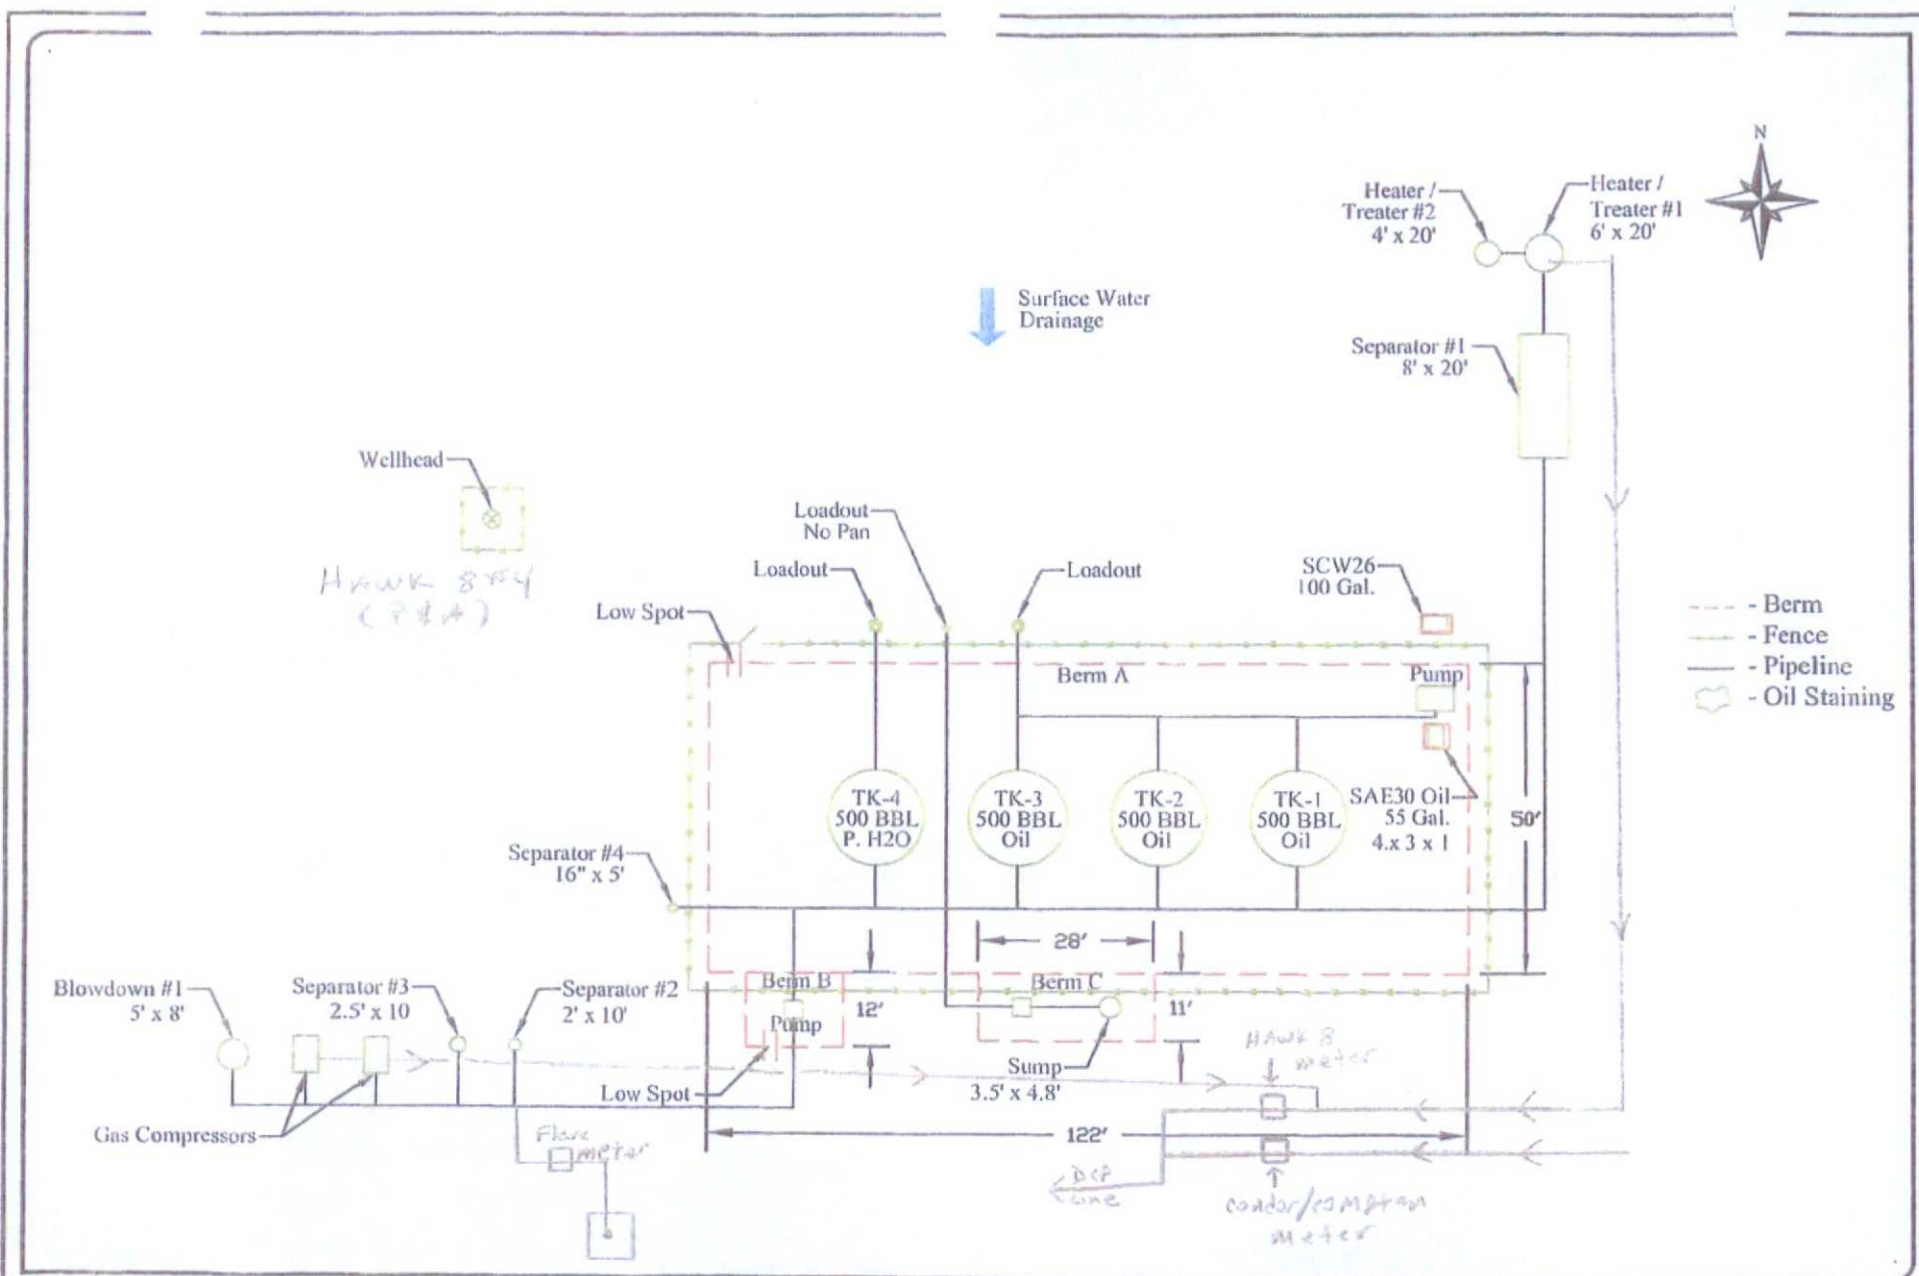 N
Heater /
Treater #2
4' x 20'
Heater /
Treater #1
6' x 20'
Surface Water
Drainage
Separator #1
8' x 20'
Wellhead
HAWK 8 #4
(P&A)
Loadout
No Pan
Loadout
Loadout
SCW26
100 Gal.
Low Spot
- Berm
- Fence
- Pipeline
- Oil Staining
Berm A
Pump
TK-4
500 BBL
P. H2O
TK-3
500 BBL
Oil
TK-2
500 BBL
Oil
TK-1
500 BBL
Oil
SAE30 Oil
55 Gal.
4.x 3 x 1
50'
Separator #4
16" x 5'
28'
Blowdown #1
5' x 8'
Separator #3
2.5' x 10
Separator #2
2' x 10'
Berm B
Pump
12'
Berm C
11'
Sump
3.5' x 4.8'
HAWK 8
meter
Low Spot
Gas Compressors
122'
Flare
meter
DCP
Line
condor/compton
meter